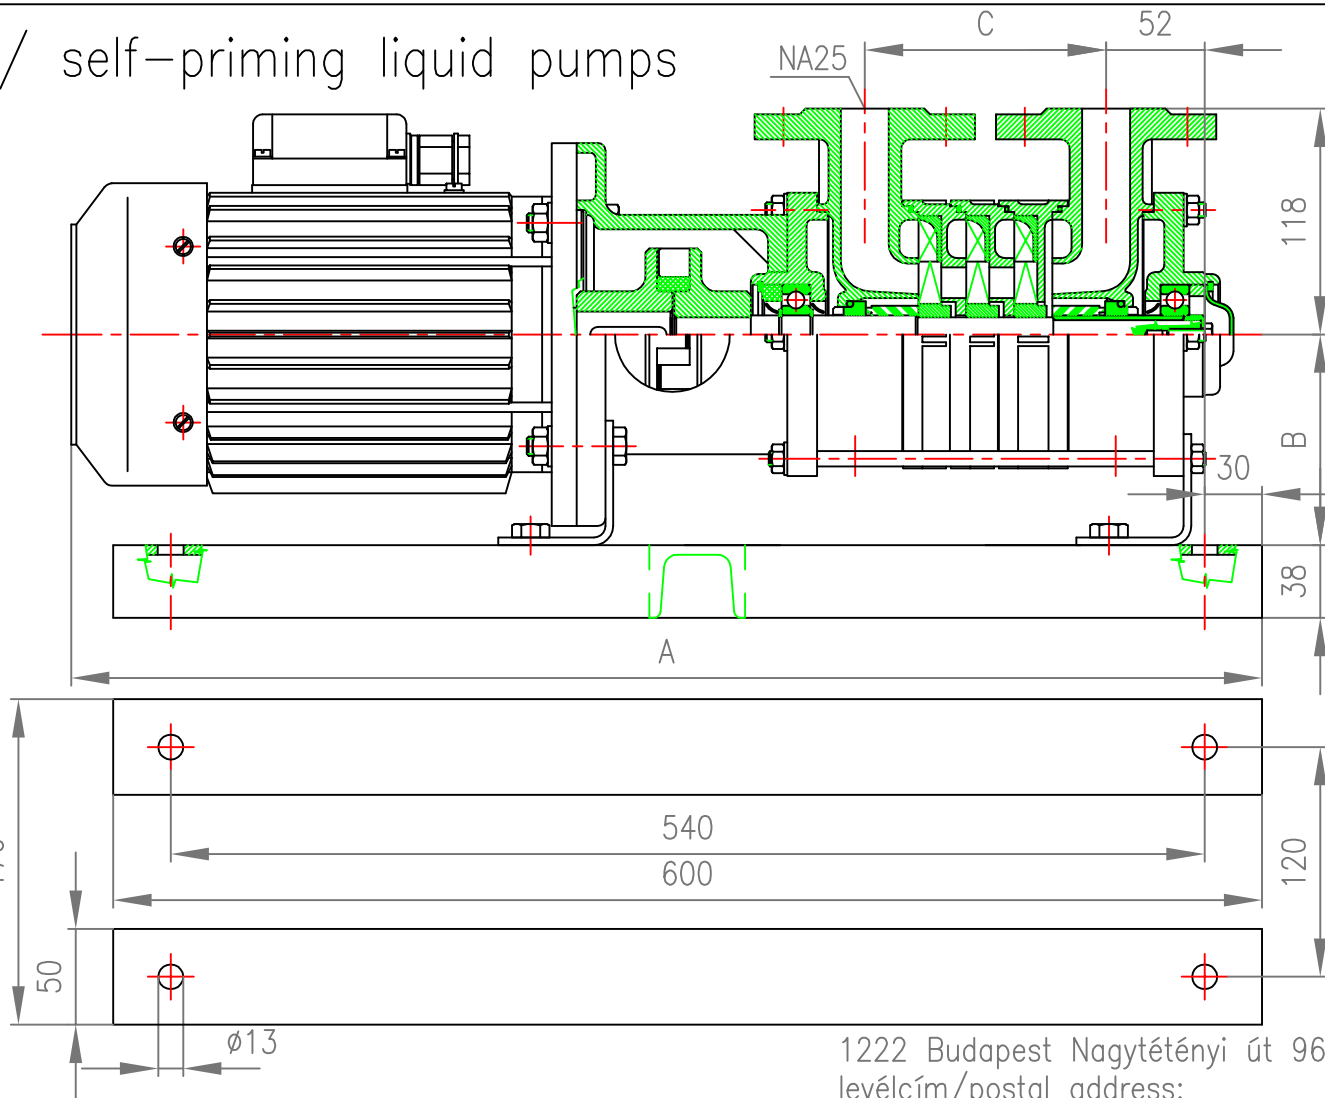 / self-priming liquid pumps
C
52
NA25
118
B
30
38
A
540
600
120
50
ø13
1222 Budapest Nagytétényi út 96
levélcím/postal address: